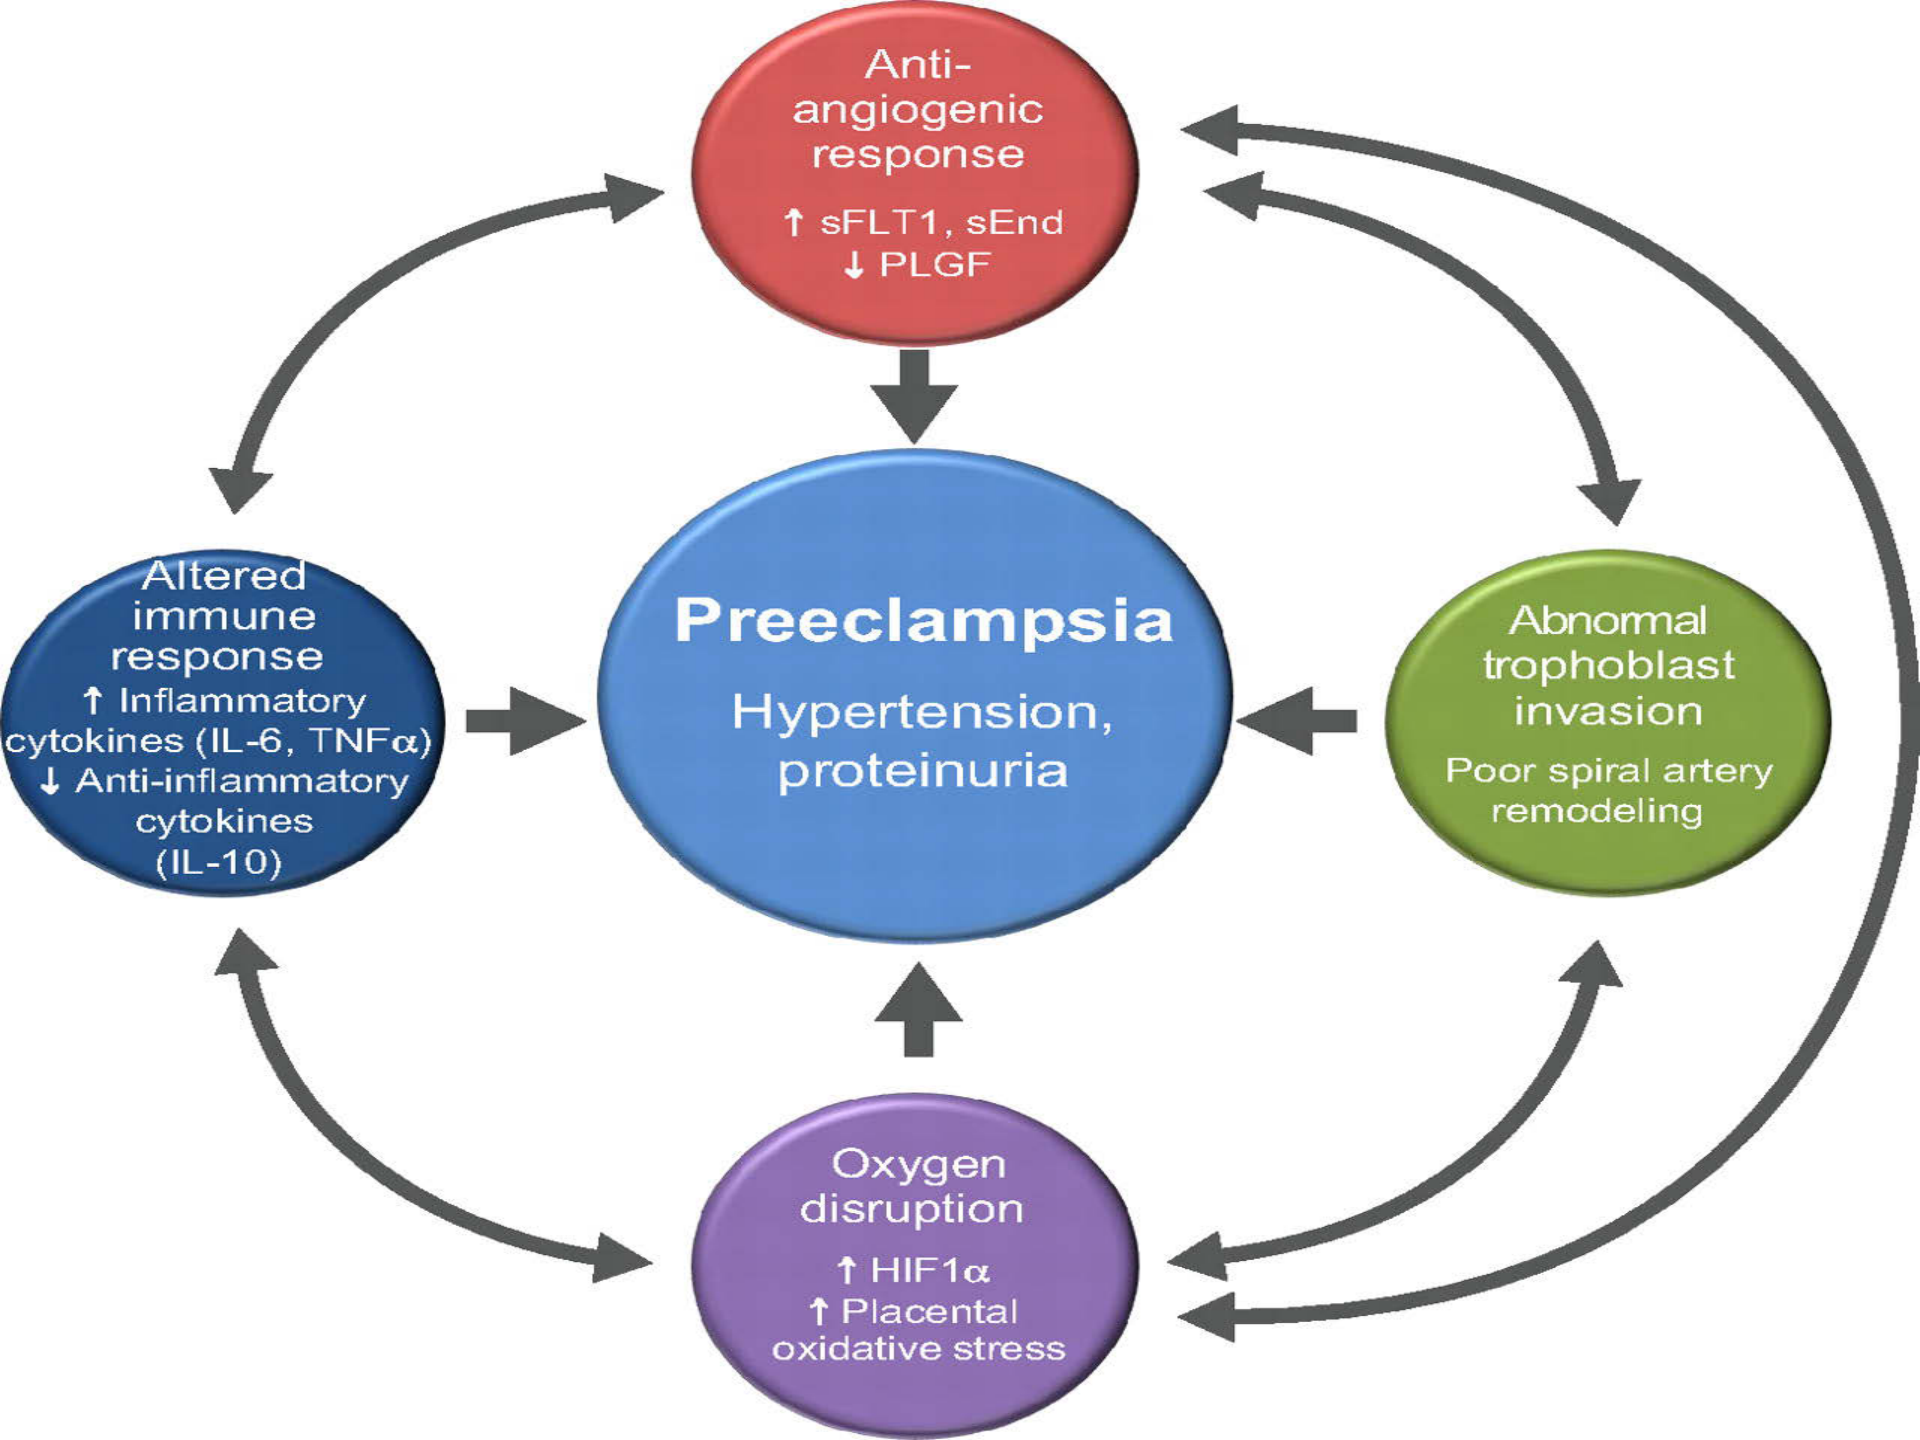 Anti-
angiogenic
response
↑ sFLT1, sEnd
↓ PLGF
Altered
immune
response
↑ Inflammatory
cytokines (IL-6, TNFα)
↓ Anti-inflammatory
cytokines
(IL-10)
Preeclampsia
Hypertension,
proteinuria
Abnormal
trophoblast
invasion
Poor spiral artery
remodeling
Oxygen
disruption
↑ HIF1α
↑ Placental
oxidative stress